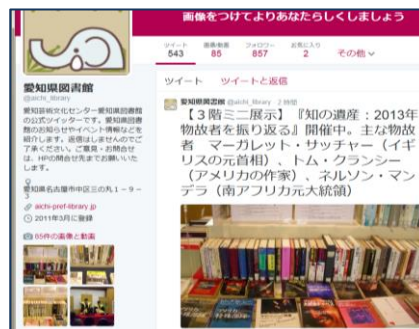 画像をつけてよりあなたらしくしましょう
ツイート 画像/動画 フォロワー お気に入り
543 85 857 2 その他
愛知県図書館
@aichi_library
愛知芸術文化センター愛知県図書館
の公式ツイッターです。愛知県図書
館のお知らせやイベント情報などを紹
介します。返信はしませんのでご
了承ください。ご意見・お問合せ
は、HPの問合せ先までお願いいた
します。
愛知県名古屋市中区三の丸1-9-
3
aichi-pref-library.jp
2011年3月に登録
85件の画像と動画
ツイート ツイートと返信
愛知県図書館 @aichi_library · 2時間
【3階ミニ展示】『知の遺産：2013年
物故者を振り返る』開催中。主な物故
者 マーガレット・サッチャー（イギ
リスの元首相）、トム・クランシー
（アメリカの作家）、ネルソン・マン
デラ（南アフリカ元大統領）